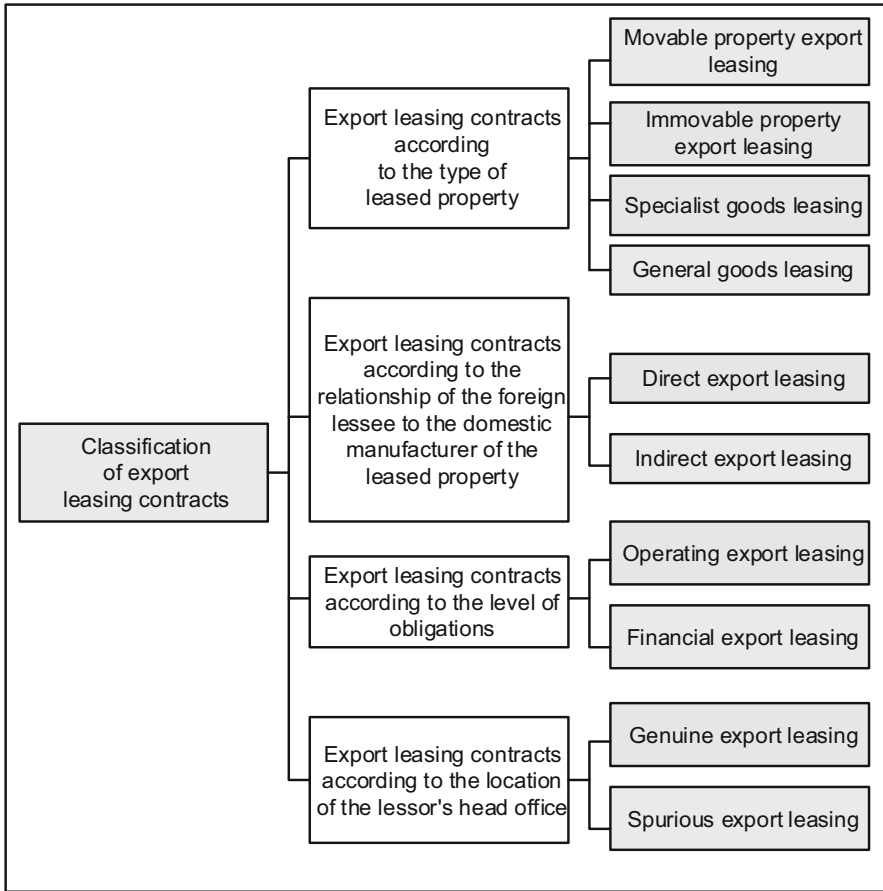 Classification
of export
leasing contracts
Export leasing contracts
according
to the type of
leased property
Movable property export
leasing
Immovable property
export leasing
Specialist goods leasing
General goods leasing
Export leasing contracts
according to the
relationship of the foreign
lessee to the domestic
manufacturer of the
leased property
Direct export leasing
Indirect export leasing
Export leasing contracts
according to the level of
obligations
Operating export leasing
Financial export leasing
Export leasing contracts
according to the location
of the lessor's head office
Genuine export leasing
Spurious export leasing